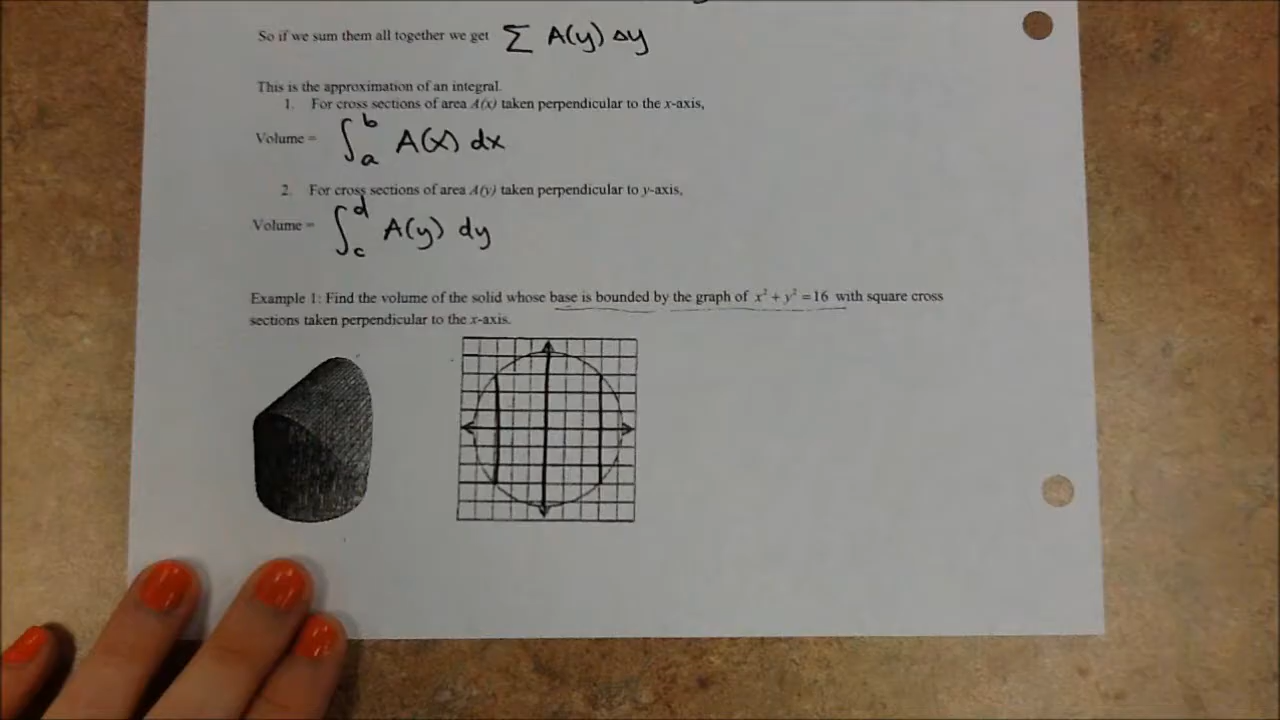 So if we sum them all together we get ∑ A(y) Δy
This is the approximation of an integral.
1. For cross sections of area A(x) taken perpendicular to the x-axis,
Volume = ∫_a^b A(x) dx
2. For cross sections of area A(y) taken perpendicular to y-axis,
Volume = ∫_c^d A(y) dy
Example 1: Find the volume of the solid whose base is bounded by the graph of x² + y² = 16 with square cross
sections taken perpendicular to the x-axis.